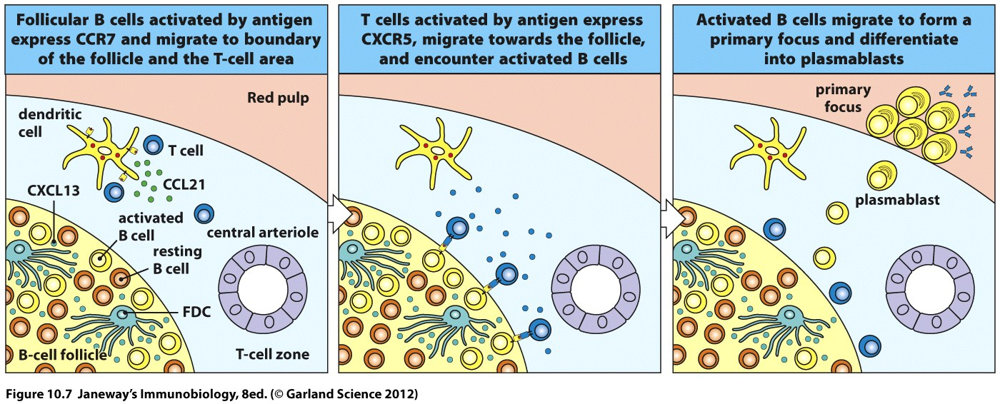 Follicular B cells activated by antigen
express CCR7 and migrate to boundary
of the follicle and the T-cell area
Red pulp
dendritic
cell
T cell
CCL21
CXCL13
activated
B cell
central arteriole
resting
B cell
FDC
B-cell follicle
T-cell zone
T cells activated by antigen express
CXCR5, migrate towards the follicle,
and encounter activated B cells
Activated B cells migrate to form a
primary focus and differentiate
into plasmablasts
primary
focus
plasmablast
Figure 10.7 Janeway’s Immunobiology, 8ed. (© Garland Science 2012)